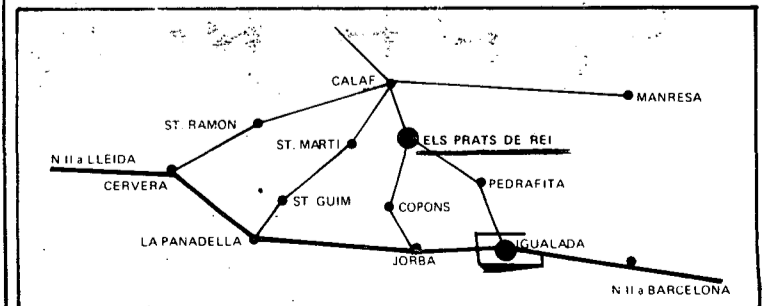 CALAF
MANRESA
ST. RAMON
ST. MARTI
ELS PRATS DE REI
N II a LLEIDA
CERVERA
PEDRAFITA
ST GUIM
COPONS
LA PANADELLA
IGUALADA
JORBA
N II a BARCELONA